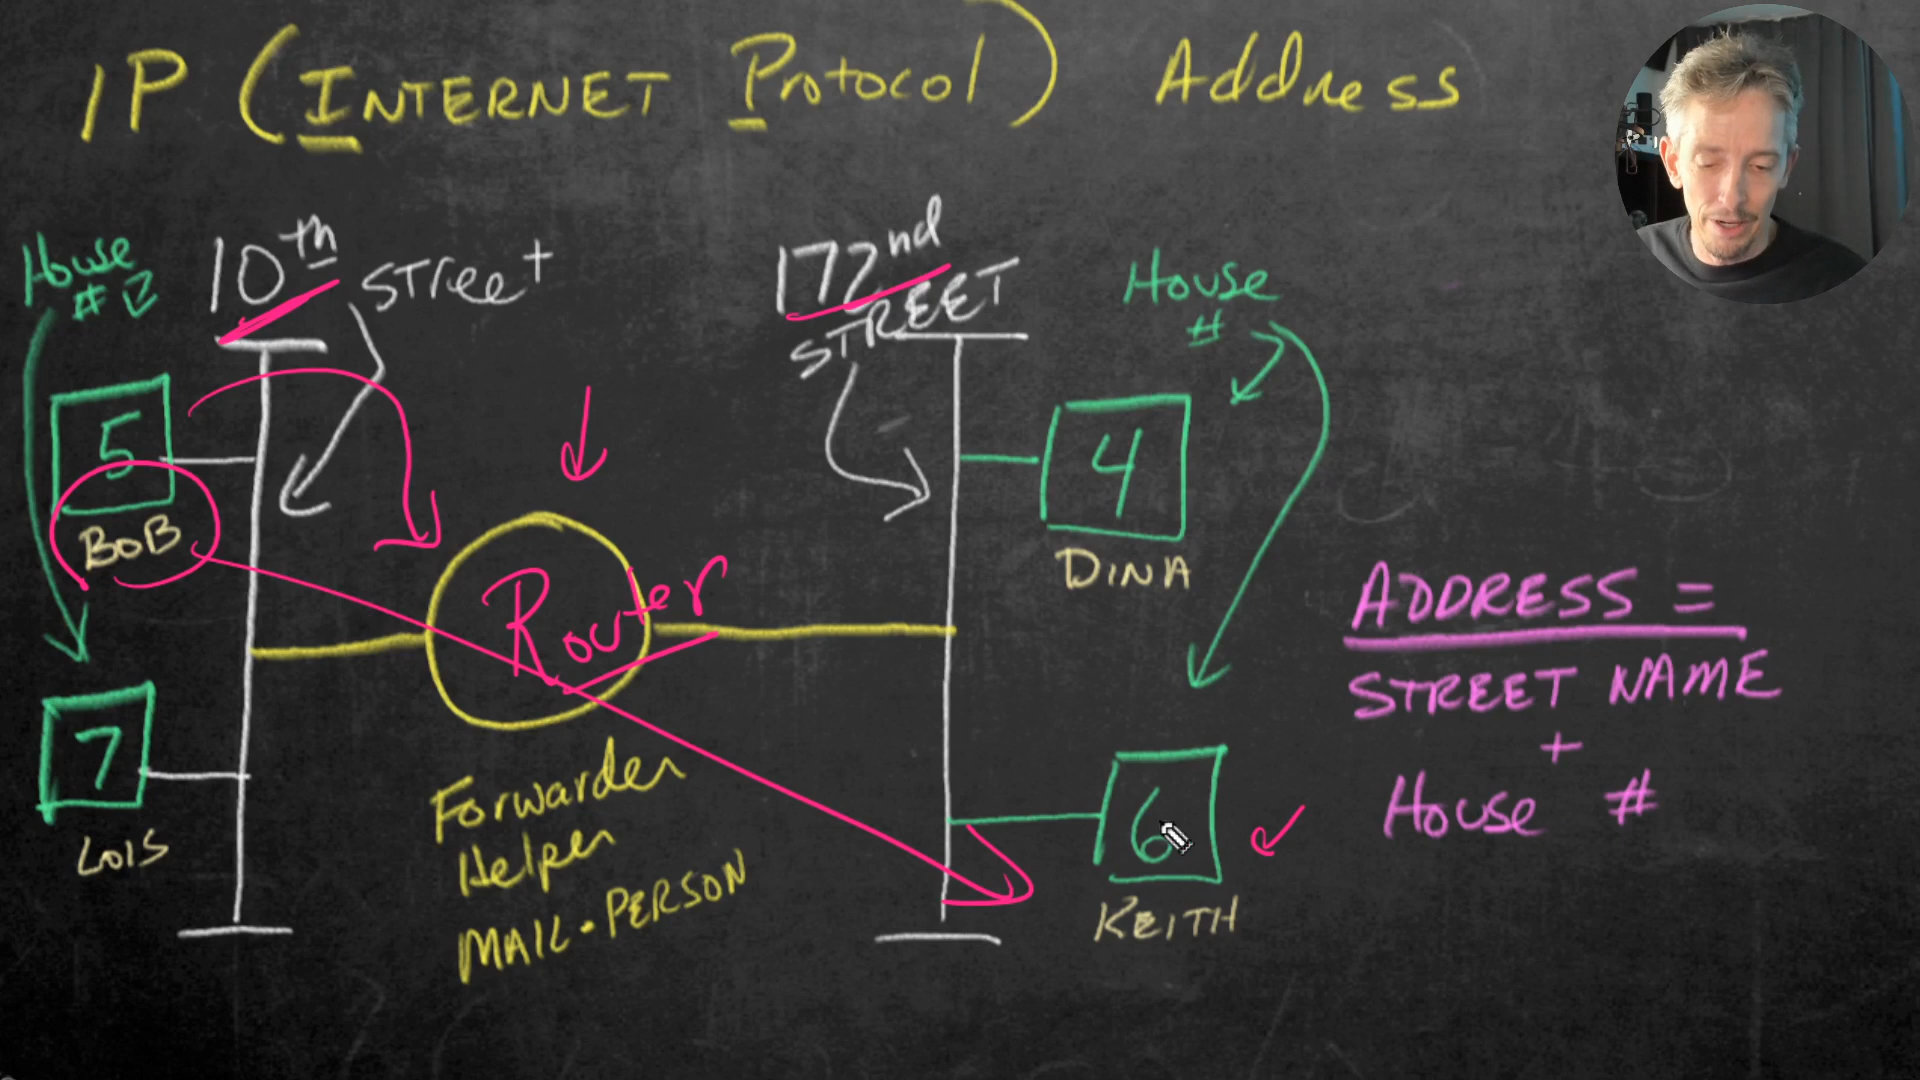 IP (INTERNET Protocol) Address
House
#
10th STreet
172nd
STREET
House
#
5
BOB
4
DINA
Router
ADDRESS =
STREET NAME
+
House #
7
LOIS
Forwarder
Helper
MAIL-PERSON
6
KEITH